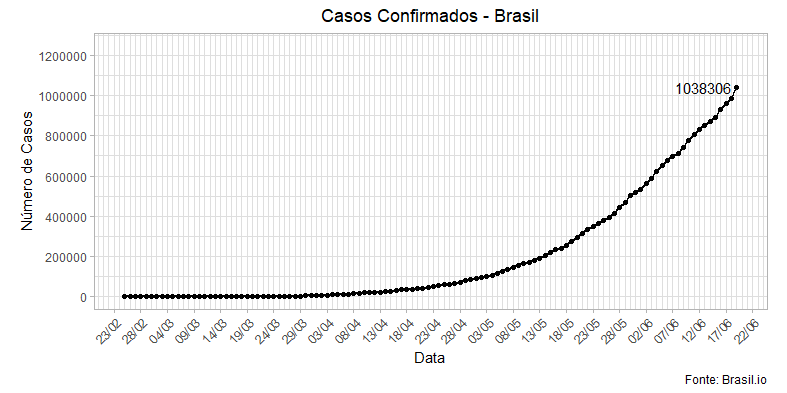 Casos Confirmados - Brasil
Número de Casos
1200000
1000000
800000
600000
400000
200000
0
1038306
23/02 28/02 04/03 09/03 14/03 19/03 24/03 29/03 03/04 08/04 13/04 18/04 23/04 28/04 03/05 08/05 13/05 18/05 23/05 28/05 02/06 07/06 12/06 17/06 22/06
Data
Fonte: Brasil.io